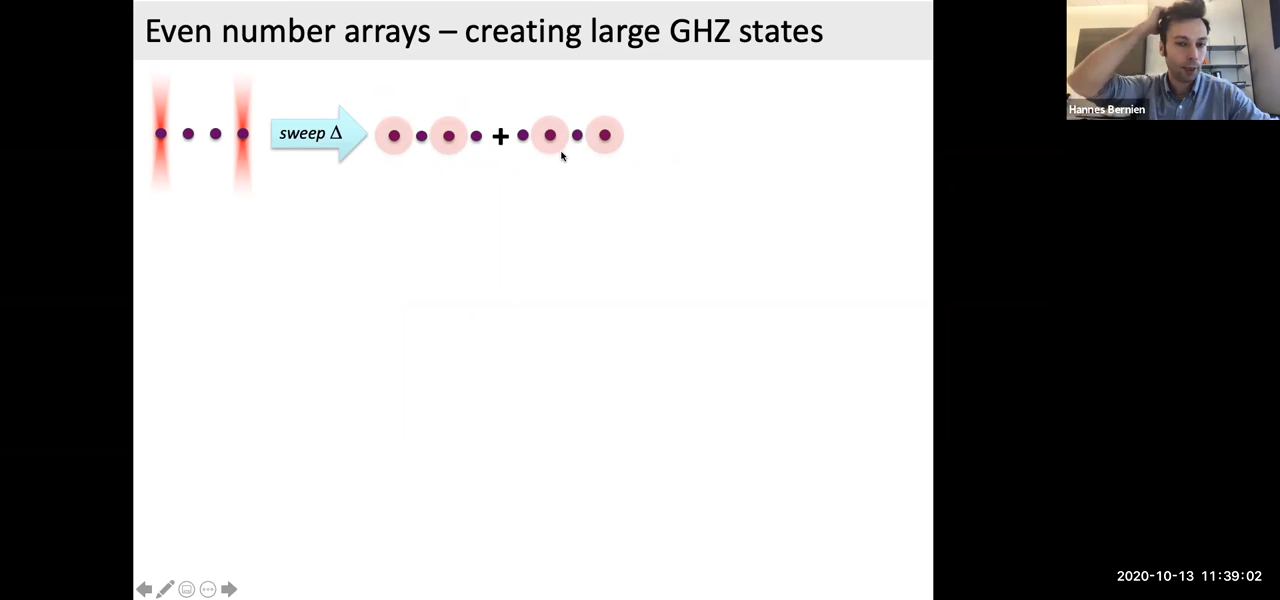 Even number arrays – creating large GHZ states
sweep Δ
+
Hannes Bernien
2020-10-13 11:39:02